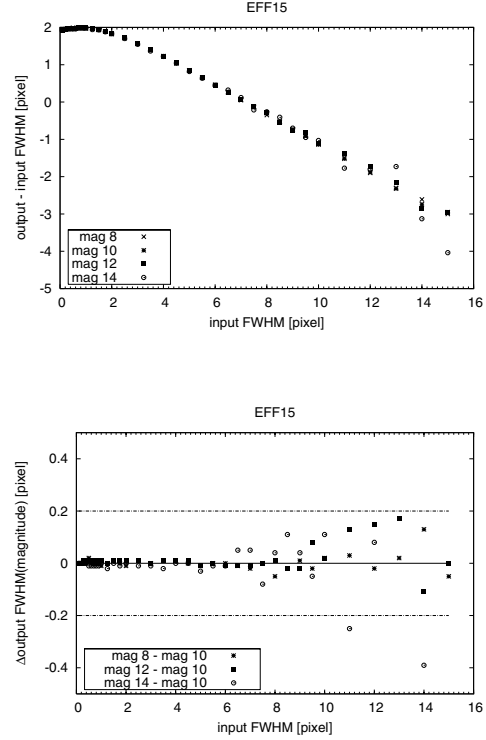 EFF15
2
1
0
-1
-2
-3
-4
-5
output - input FWHM [pixel]
mag 8
mag 10
mag 12
mag 14
0 2 4 6 8 10 12 14 16
input FWHM [pixel]
EFF15
0.4
0.2
0
-0.2
-0.4
Δoutput FWHM(magnitude) [pixel]
mag 8 - mag 10
mag 12 - mag 10
mag 14 - mag 10
0 2 4 6 8 10 12 14 16
input FWHM [pixel]